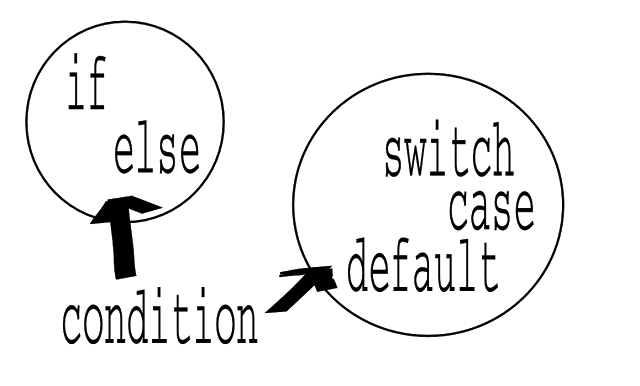 if
else
switch
case
default
condition